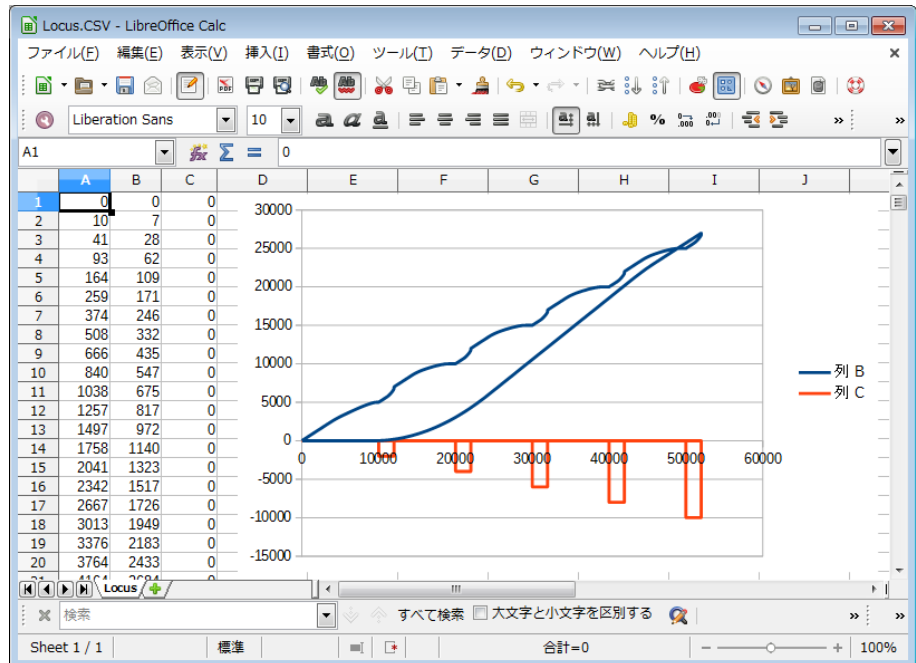 Locus.CSV - LibreOffice Calc
ファイル(F) 編集(E) 表示(V) 挿入(I) 書式(O) ツール(T) データ(D) ウィンドウ(W) ヘルプ(H)
Liberation Sans 10
A1 0
A B C D E F G H I J
1 0 0 0
2 10 7 0
3 41 28 0
4 93 62 0
5 164 109 0
6 259 171 0
7 374 246 0
8 508 332 0
9 666 435 0
10 840 547 0
11 1038 675 0
12 1257 817 0
13 1497 972 0
14 1758 1140 0
15 2041 1323 0
16 2342 1517 0
17 2667 1726 0
18 3013 1949 0
19 3376 2183 0
20 3764 2433 0
30000
25000
20000
15000
10000
5000
0
-5000
-10000
-15000
0 10000 20000 30000 40000 50000 60000
列 B
列 C
Locus
検索 すべて検索 大文字と小文字を区別する
Sheet 1 / 1 標準 合計=0 100%